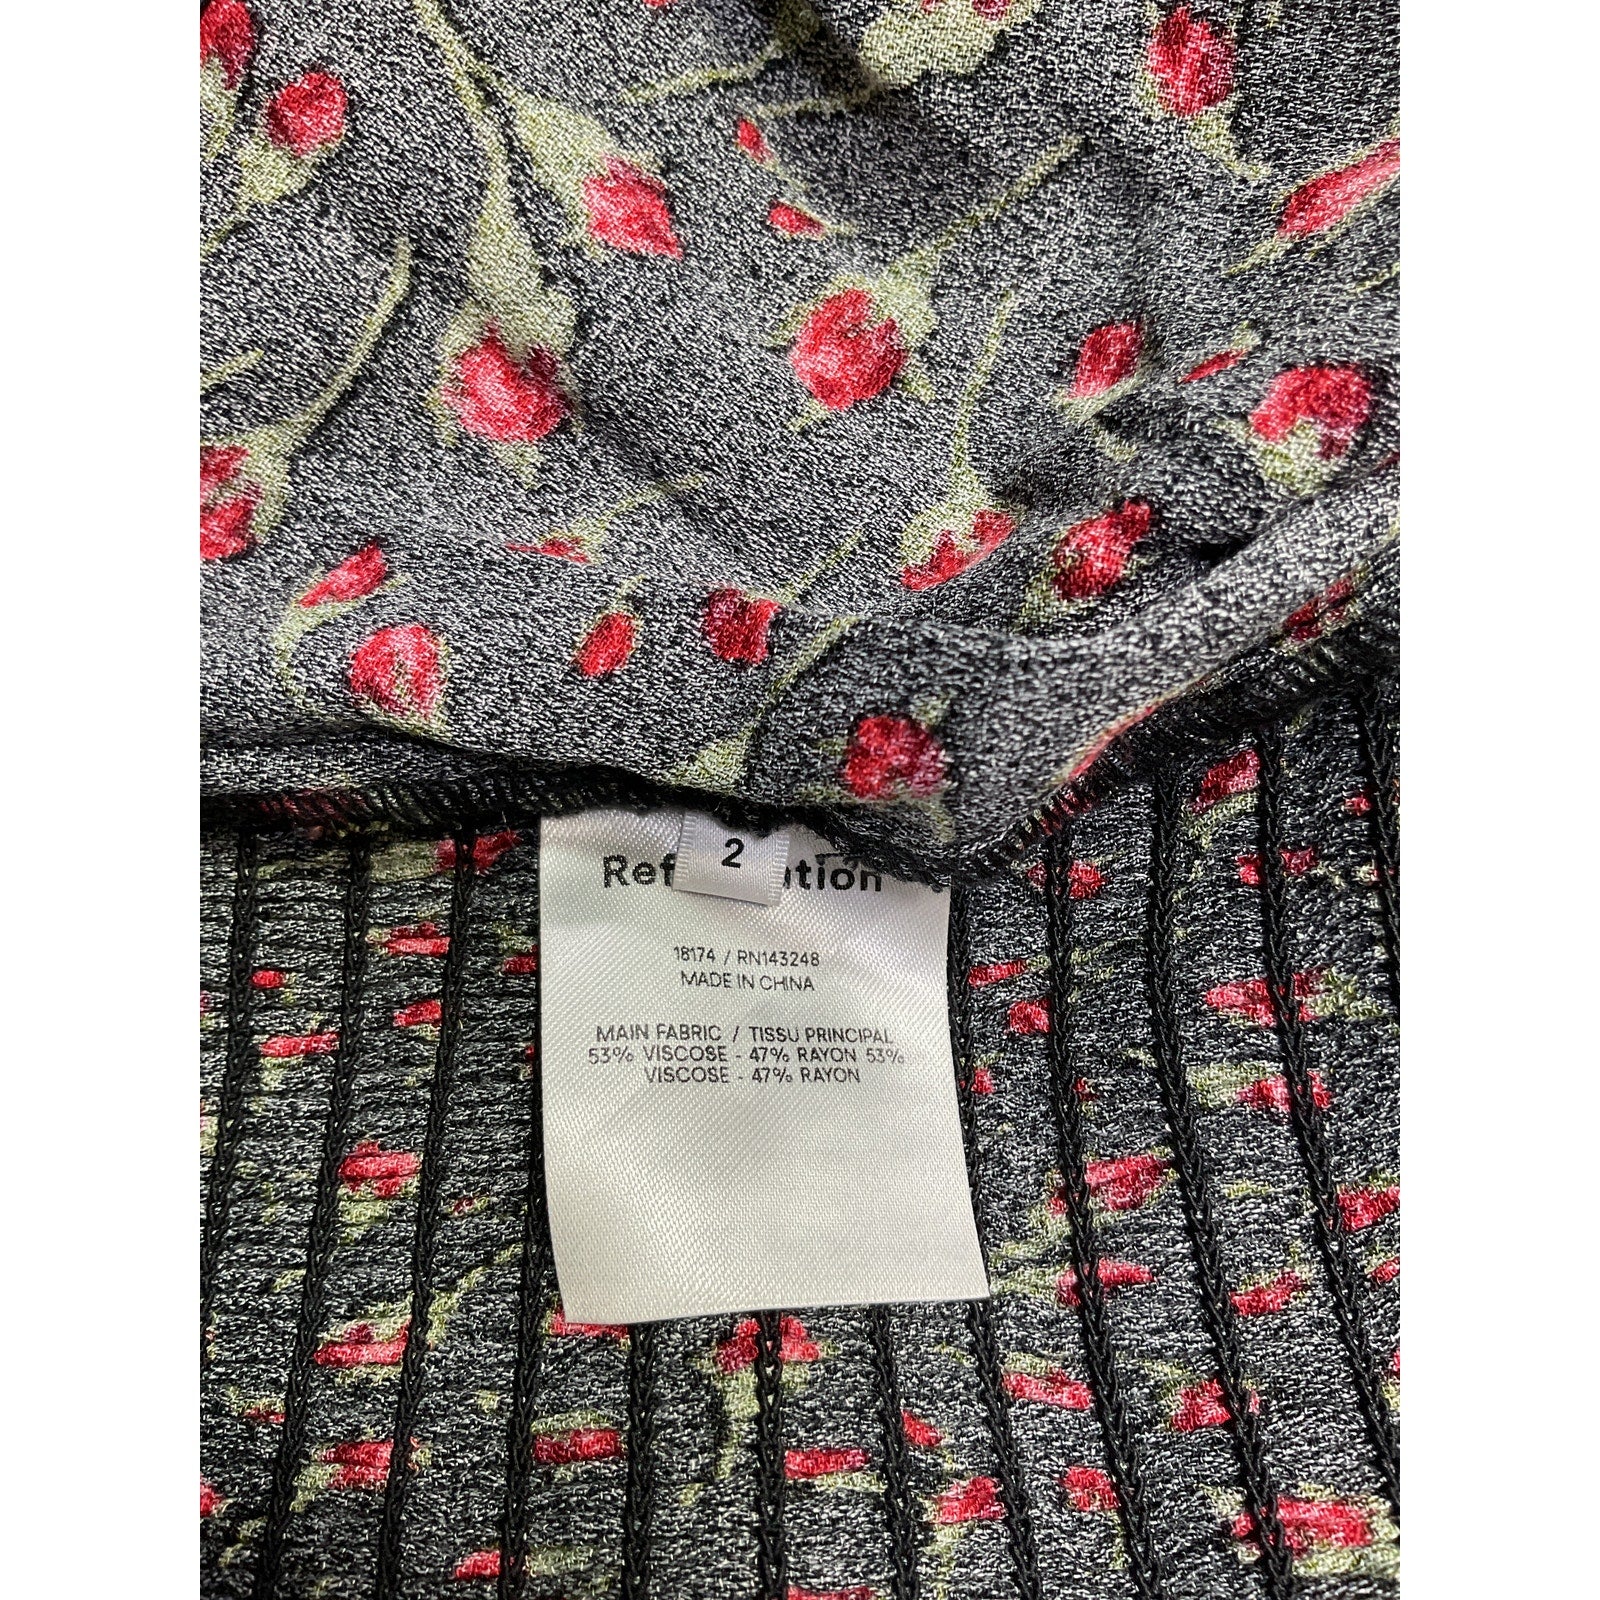 2
Ref ation
18174 / RN143248
MADE IN CHINA
MAIN FABRIC / TISSU PRINCIPAL
53% VISCOSE - 47% RAYON 53%
VISCOSE - 47% RAYON